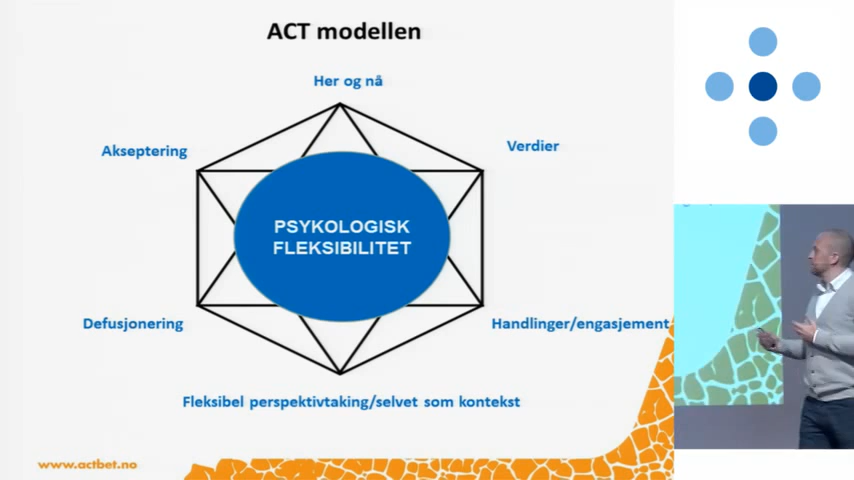 ACT modellen
Her og nå
Akseptering
Verdier
PSYKOLOGISK
FLEKSIBILITET
Defusjonering
Handlinger/engasjement
Fleksibel perspektivtaking/selvet som kontekst
www.actbet.no